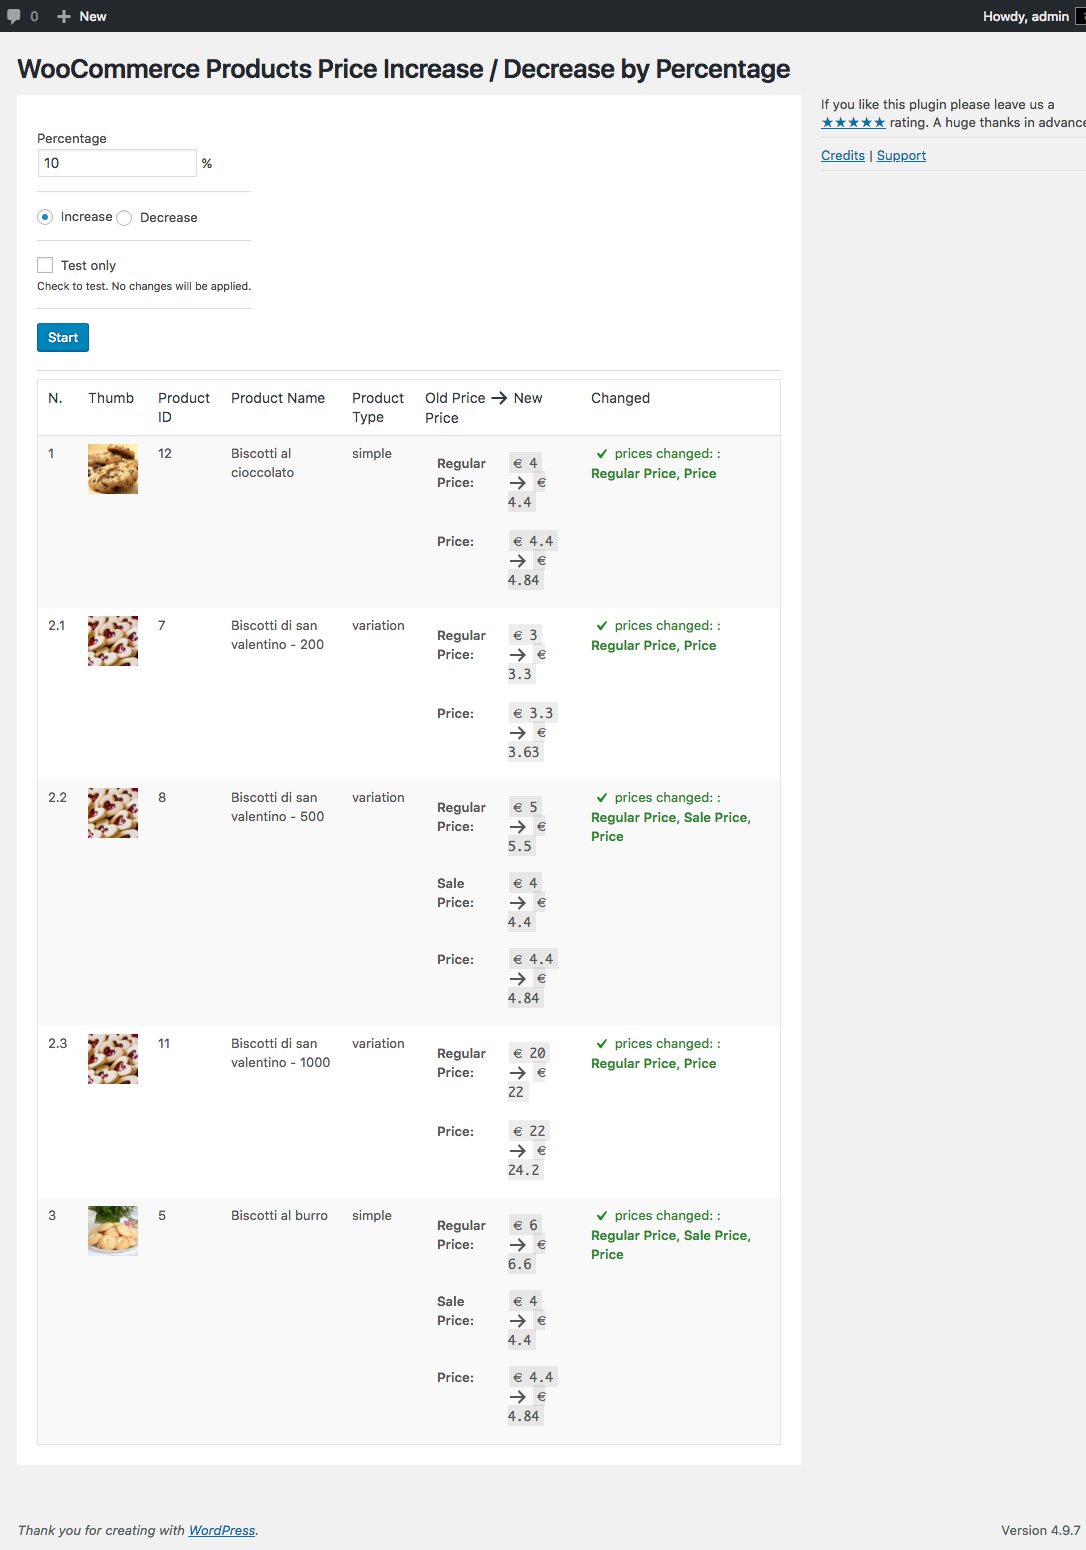 0 New Howdy, admin
WooCommerce Products Price Increase / Decrease by Percentage
If you like this plugin please leave us a
★★★★★ rating. A huge thanks in advance
Credits | Support
Percentage
10 %
Increase Decrease
Test only
Check to test. No changes will be applied.
Start
N. Thumb Product ID Product Name Product Type Old Price → New Price Changed
1 12 Biscotti al cioccolato simple
Regular Price: € 4 → € 4.4
Price: € 4.4 → € 4.84
✓ prices changed: :
Regular Price, Price
2.1 7 Biscotti di san valentino - 200 variation
Regular Price: € 3 → € 3.3
Price: € 3.3 → € 3.63
✓ prices changed: :
Regular Price, Price
2.2 8 Biscotti di san valentino - 500 variation
Regular Price: € 5 → € 5.5
Sale Price: € 4 → € 4.4
Price: € 4.4 → € 4.84
✓ prices changed: :
Regular Price, Sale Price,
Price
2.3 11 Biscotti di san valentino - 1000 variation
Regular Price: € 20 → € 22
Price: € 22 → € 24.2
✓ prices changed: :
Regular Price, Price
3 5 Biscotti al burro simple
Regular Price: € 6 → € 6.6
Sale Price: € 4 → € 4.4
Price: € 4.4 → € 4.84
✓ prices changed: :
Regular Price, Sale Price,
Price
Thank you for creating with WordPress. Version 4.9.7